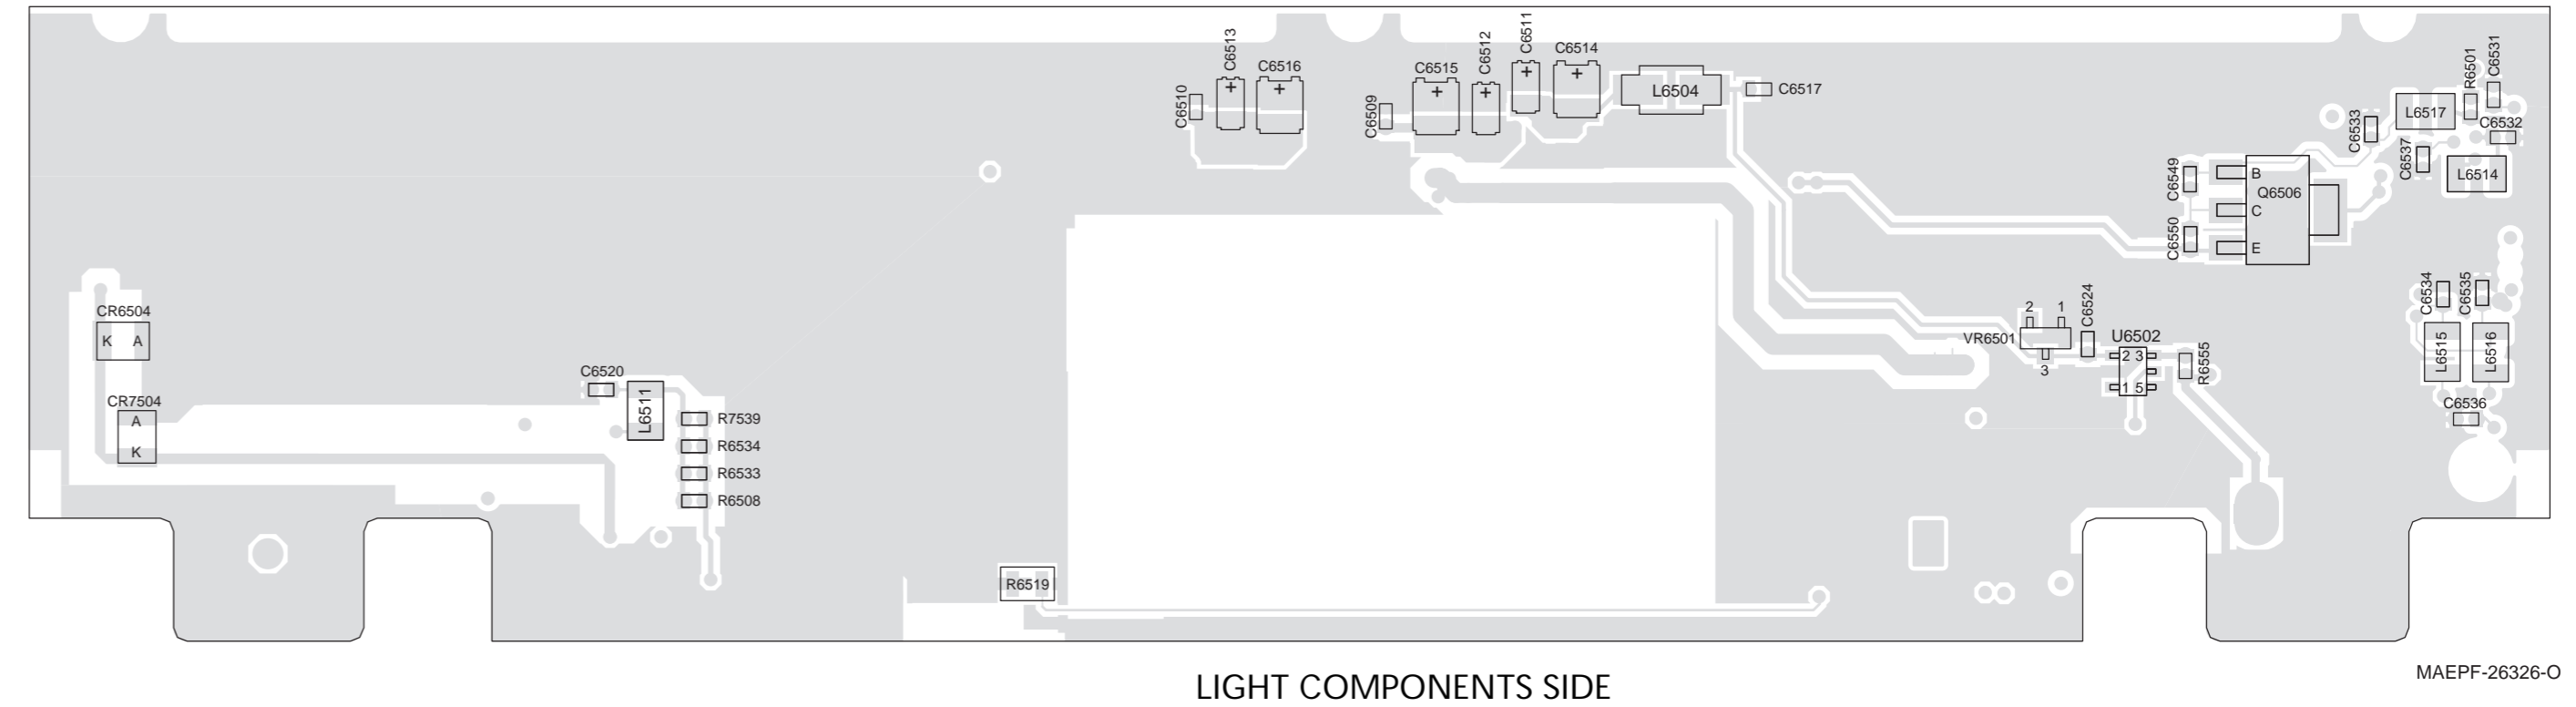 C6513
C6516
C6510
C6515
C6512
C6511
C6514
C6509
+
+
+
+
+
+
L6504
C6517
R6501
C6531
C6533
L6517
C6532
C6537
L6514
C6549
C6550
B
C
E
Q6506
CR6504
K A
CR7504
A
K
C6520
L6511
R7539
R6534
R6533
R6508
R6519
2 1
VR6501
3
C6524
U6502
2 3
1 5
R6555
C6534
C6535
L6515
L6516
C6536
LIGHT COMPONENTS SIDE
MAEPF-26326-O